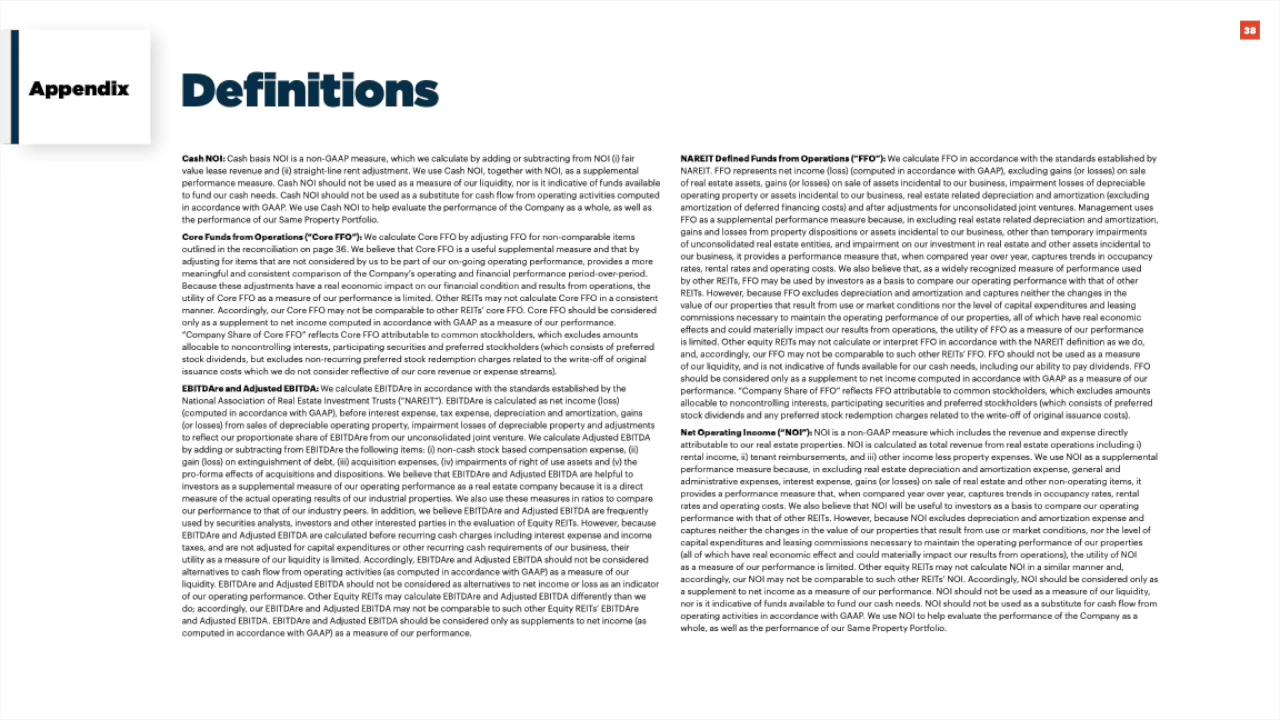 38
Appendix
Definitions
Cash NOI: Cash basis NOI is a non-GAAP measure, which we calculate by adding or subtracting from NOI (i) fair
value lease revenue and (ii) straight-line rent adjustment. We use Cash NOI, together with NOI, as a supplemental
performance measure. Cash NOI should not be used as a measure of our liquidity, nor is it indicative of funds available
to fund our cash needs. Cash NOI should not be used as a substitute for cash flow from operating activities computed
in accordance with GAAP. We use Cash NOI to help evaluate the performance of the Company as a whole, as well as
the performance of our Same Property Portfolio.
Core Funds from Operations ("Core FFO"): We calculate Core FFO by adjusting FFO for non-comparable items
outlined in the reconciliation on page 36. We believe that Core FFO is a useful supplemental measure and that by
adjusting for items that are not considered by us to be part of our on-going operating performance, provides a more
meaningful and consistent comparison of the Company's operating and financial performance period-over-period.
Because these adjustments have a real economic impact on our financial condition and results from operations, the
utility of Core FFO as a measure of our performance is limited. Other REITs may not calculate Core FFO in a consistent
manner. Accordingly, our Core FFO may not be comparable to other REITs' core FFO. Core FFO should be considered
only as a supplement to net income computed in accordance with GAAP as a measure of our performance.
"Company Share of Core FFO" reflects Core FFO attributable to common stockholders, which excludes amounts
allocable to noncontrolling interests, participating securities and preferred stockholders (which consists of preferred
stock dividends, but excludes non-recurring preferred stock redemption charges related to the write-off of original
issuance costs which we do not consider reflective of our core revenue or expense streams).
EBITDAre and Adjusted EBITDA: We calculate EBITDAre in accordance with the standards established by the
National Association of Real Estate Investment Trusts ("NAREIT"). EBITDAre is calculated as net income (loss)
(computed in accordance with GAAP), before interest expense, tax expense, depreciation and amortization, gains
(or losses) from sales of depreciable operating property, impairment losses of depreciable property and adjustments
to reflect our proportionate share of EBITDAre from our unconsolidated joint venture. We calculate Adjusted EBITDA
by adding or subtracting from EBITDAre the following items: (i) non-cash stock based compensation expense, (ii)
gain (loss) on extinguishment of debt, (iii) acquisition expenses, (iv) impairments of right of use assets and (v) the
pro-forma effects of acquisitions and dispositions. We believe that EBITDAre and Adjusted EBITDA are helpful to
investors as a supplemental measure of our operating performance as a real estate company because it is a direct
measure of the actual operating results of our industrial properties. We also use these measures in ratios to compare
our performance to that of our industry peers. In addition, we believe EBITDAre and Adjusted EBITDA are frequently
used by securities analysts, investors and other interested parties in the evaluation of Equity REITs. However, because
EBITDAre and Adjusted EBITDA are calculated before recurring cash charges including interest expense and income
taxes, and are not adjusted for capital expenditures or other recurring cash requirements of our business, their
utility as a measure of our liquidity is limited. Accordingly, EBITDAre and Adjusted EBITDA should not be considered
alternatives to cash flow from operating activities (as computed in accordance with GAAP) as a measure of our
liquidity. EBITDAre and Adjusted EBITDA should not be considered as alternatives to net income or loss as an indicator
of our operating performance. Other Equity REITs may calculate EBITDAre and Adjusted EBITDA differently than we
do; accordingly, our EBITDAre and Adjusted EBITDA may not be comparable to such other Equity REITs' EBITDAre
and Adjusted EBITDA. EBITDAre and Adjusted EBITDA should be considered only as supplements to net income (as
computed in accordance with GAAP) as a measure of our performance.
NAREIT Defined Funds from Operations ("FFO"): We calculate FFO in accordance with the standards established by
NAREIT. FFO represents net income (loss) (computed in accordance with GAAP), excluding gains (or losses) on sale
of real estate assets, gains (or losses) on sale of assets incidental to our business, impairment losses of depreciable
operating property or assets incidental to our business, real estate related depreciation and amortization (excluding
amortization of deferred financing costs) and after adjustments for unconsolidated joint ventures. Management uses
FFO as a supplemental performance measure because, in excluding real estate related depreciation and amortization,
gains and losses from property dispositions or assets incidental to our business, other than temporary impairments
of unconsolidated real estate entities, and impairment on our investment in real estate and other assets incidental to
our business, it provides a performance measure that, when compared year over year, captures trends in occupancy
rates, rental rates and operating costs. We also believe that, as a widely recognized measure of performance used
by other REITs, FFO may be used by investors as a basis to compare our operating performance with that of other
REITs. However, because FFO excludes depreciation and amortization and captures neither the changes in the
value of our properties that result from use or market conditions nor the level of capital expenditures and leasing
commissions necessary to maintain the operating performance of our properties, all of which have real economic
effects and could materially impact our results from operations, the utility of FFO as a measure of our performance
is limited. Other equity REITs may not calculate or interpret FFO in accordance with the NAREIT definition as we do,
and, accordingly, our FFO may not be comparable to such other REITs' FFO. FFO should not be used as a measure
of our liquidity, and is not indicative of funds available for our cash needs, including our ability to pay dividends. FFO
should be considered only as a supplement to net income computed in accordance with GAAP as a measure of our
performance. "Company Share of FFO" reflects FFO attributable to common stockholders, which excludes amounts
allocable to noncontrolling interests, participating securities and preferred stockholders (which consists of preferred
stock dividends and any preferred stock redemption charges related to the write-off of original issuance costs).
Net Operating Income ("NOI"): NOI is a non-GAAP measure which includes the revenue and expense directly
attributable to our real estate properties. NOI is calculated as total revenue from real estate operations including i)
rental income, ii) tenant reimbursements, and iii) other income less property expenses. We use NOI as a supplemental
performance measure because, in excluding real estate depreciation and amortization expense, general and
administrative expenses, interest expense, gains (or losses) on sale of real estate and other non-operating items, it
provides a performance measure that, when compared year over year, captures trends in occupancy rates, rental
rates and operating costs. We also believe that NOI will be useful to investors as a basis to compare our operating
performance with that of other REITs. However, because NOI excludes depreciation and amortization expense and
captures neither the changes in the value of our properties that result from use or market conditions, nor the level of
capital expenditures and leasing commissions necessary to maintain the operating performance of our properties
(all of which have real economic effect and could materially impact our results from operations), the utility of NOI
as a measure of our performance is limited. Other equity REITs may not calculate NOI in a similar manner and,
accordingly, our NOI may not be comparable to such other REITs' NOI. Accordingly, NOI should be considered only as
a supplement to net income as a measure of our performance. NOI should not be used as a measure of our liquidity,
nor is it indicative of funds available to fund our cash needs. NOI should not be used as a substitute for cash flow from
operating activities in accordance with GAAP. We use NOI to help evaluate the performance of the Company as a
whole, as well as the performance of our Same Property Portfolio.